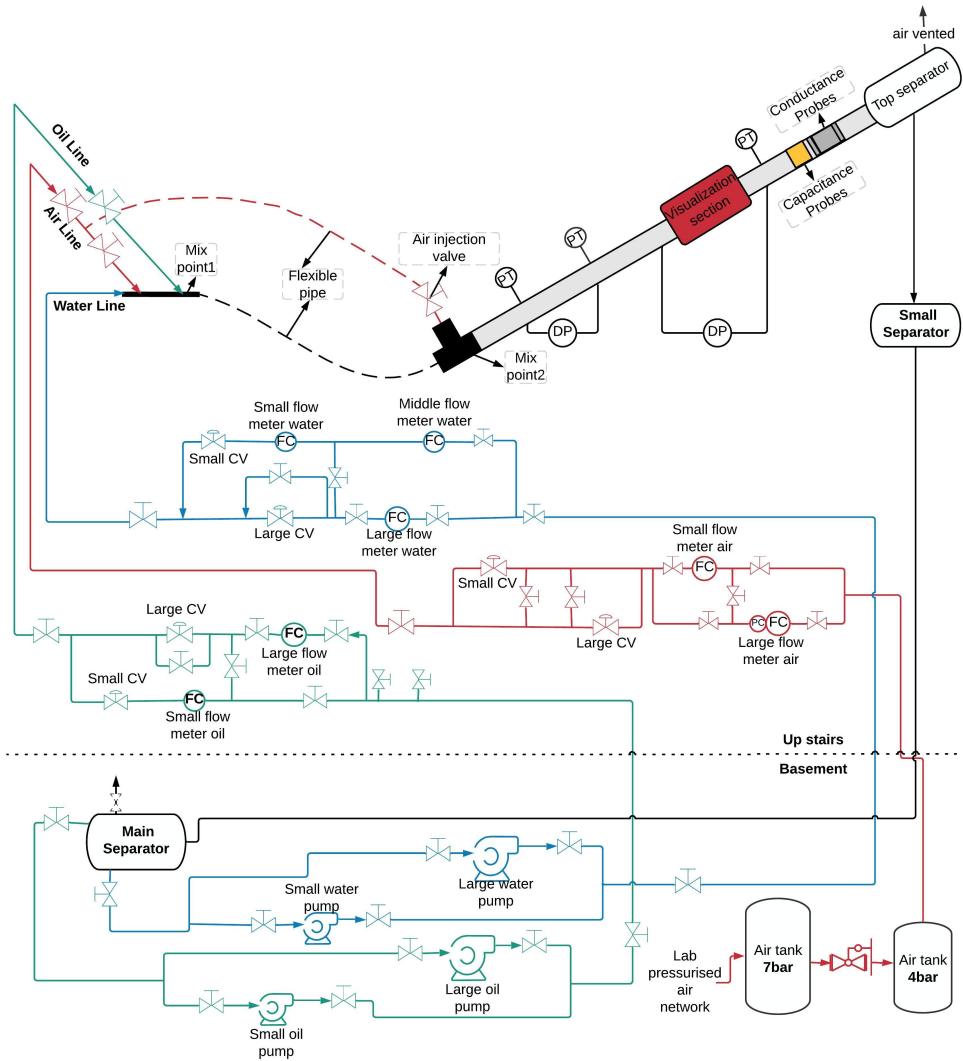 air vented
Top separator
Conductance
Probes
PT
Capacitance
Probes
Visualization
section
Oil Line
Air Line
Mix
point1
Water Line
Flexible
pipe
Air injection
valve
PT
PT
DP
DP
Mix
point2
Small
Separator
Small flow
meter water
Middle flow
meter water
FC
FC
Small CV
FC
Large CV
Large flow
meter water
Small flow
meter air
FC
Small CV
PC
FC
Large CV
Large flow
meter air
Large CV
FC
Large flow
meter oil
Small CV
FC
Small flow
meter oil
Up stairs
Basement
Main
Separator
Large water
pump
Small water
pump
Large oil
pump
Small oil
pump
Lab
pressurised
air
network
Air tank
7bar
Air tank
4bar